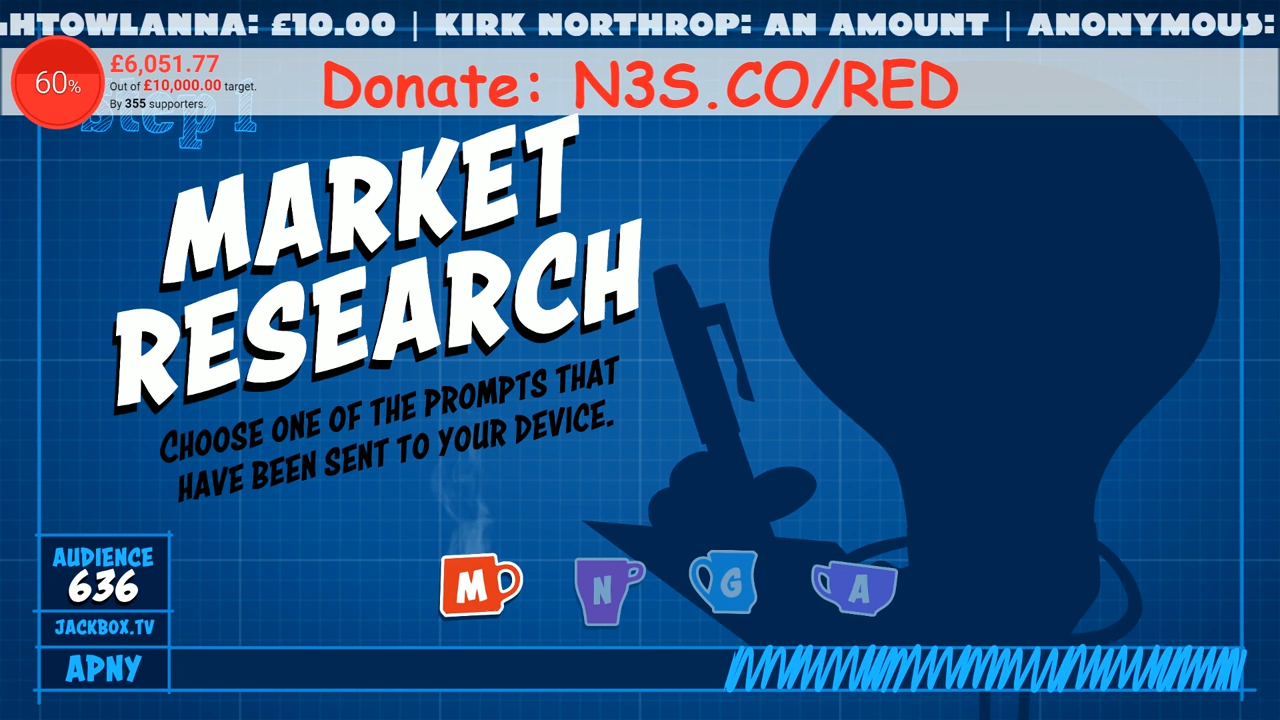 HTOWLANNA: £10.00 | KIRK NORTHROP: AN AMOUNT | ANONYMOUS:
60%
£6,051.77
Out of £10,000.00 target.
By 355 supporters.
Donate: N3S.CO/RED
Step 1
MARKET
RESEARCH
CHOOSE ONE OF THE PROMPTS THAT
HAVE BEEN SENT TO YOUR DEVICE.
M N G A
AUDIENCE
636
JACKBOX.TV
APNY